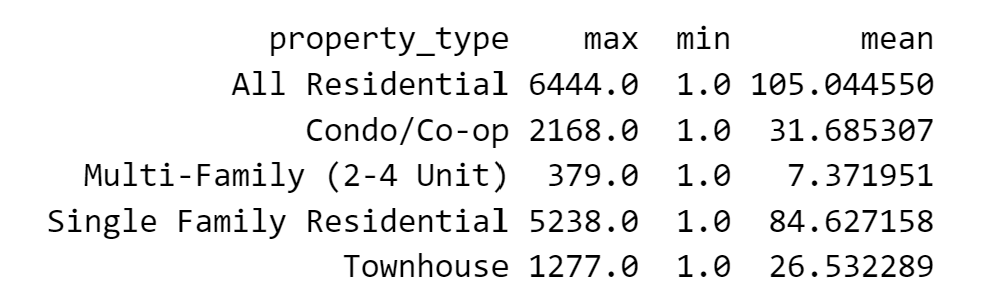 property_type max min mean
All Residential 6444.0 1.0 105.044550
Condo/Co-op 2168.0 1.0 31.685307
Multi-Family (2-4 Unit) 379.0 1.0 7.371951
Single Family Residential 5238.0 1.0 84.627158
Townhouse 1277.0 1.0 26.532289